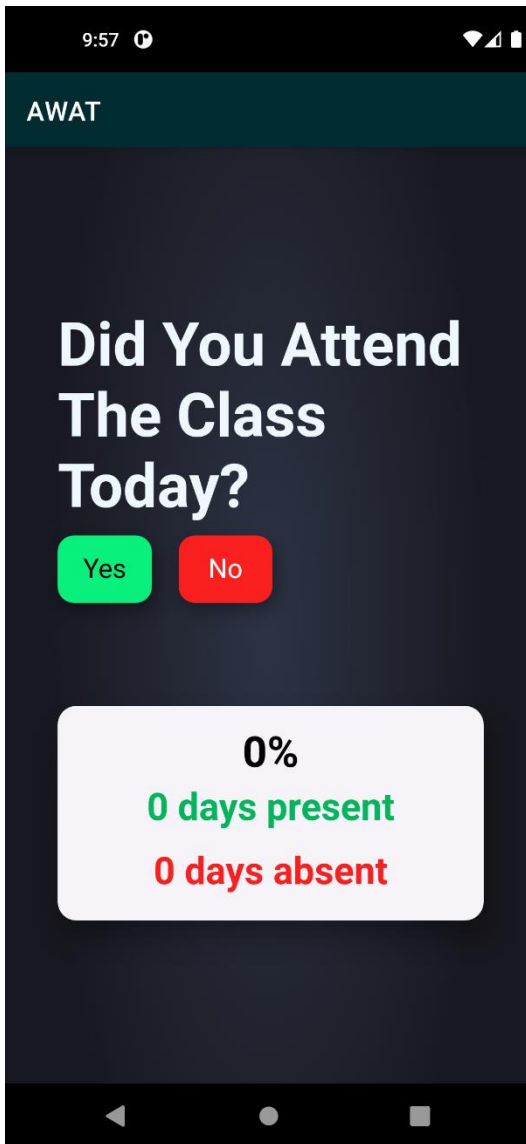 9:57
AWAT
Did You Attend
The Class
Today?
Yes No
0%
0 days present
0 days absent